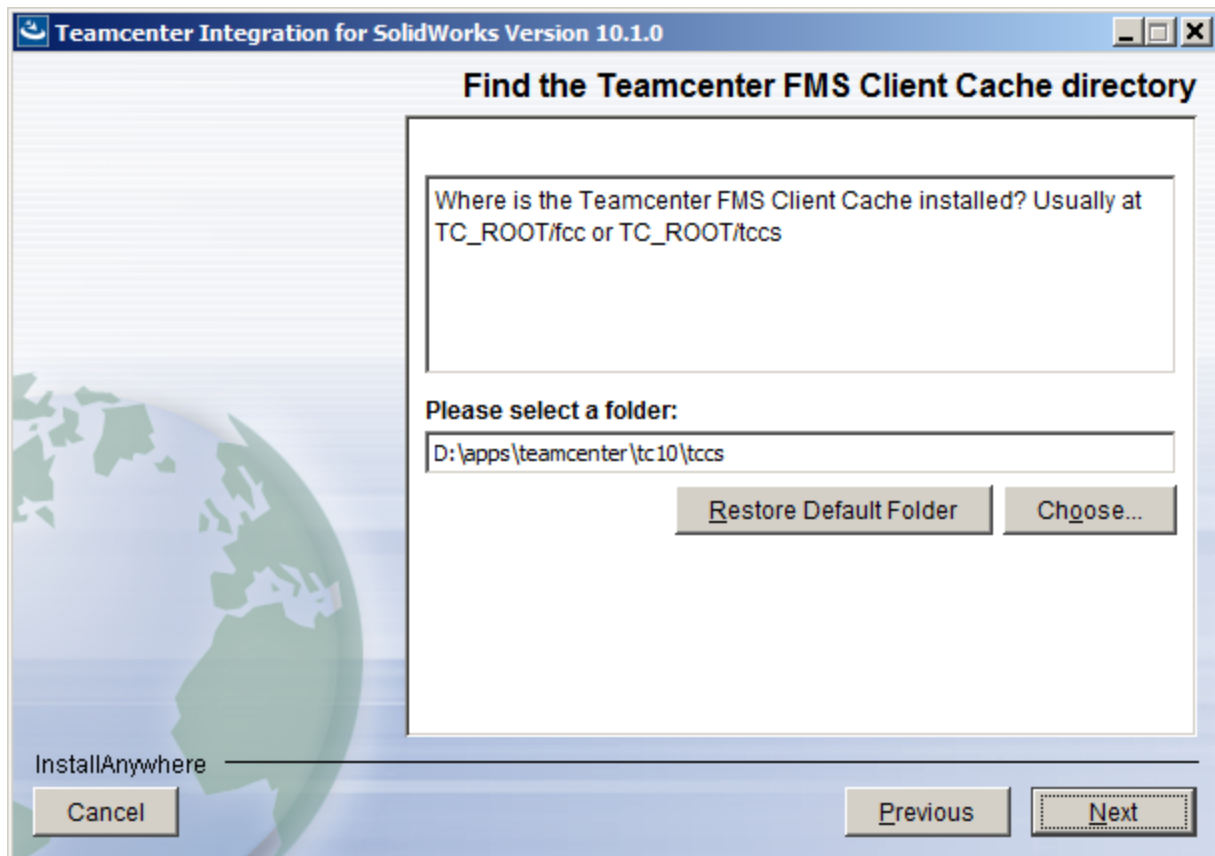 Teamcenter Integration for SolidWorks Version 10.1.0
Find the Teamcenter FMS Client Cache directory
Where is the Teamcenter FMS Client Cache installed? Usually at
TC_ROOT/fcc or TC_ROOT/tccs
Please select a folder:
D:\apps\teamcenter\tc10\tccs
Restore Default Folder
Choose...
InstallAnywhere
Cancel
Previous
Next